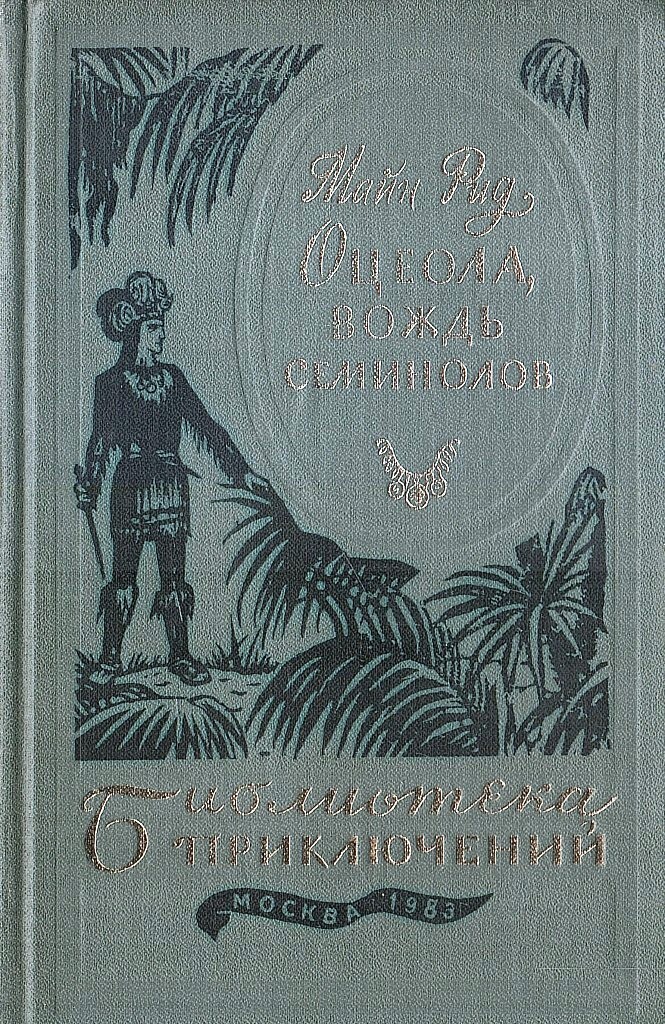 Майн Рид
Оцеола,
вождь
семинолов
Библиотека
приключений
МОСКВА 1983